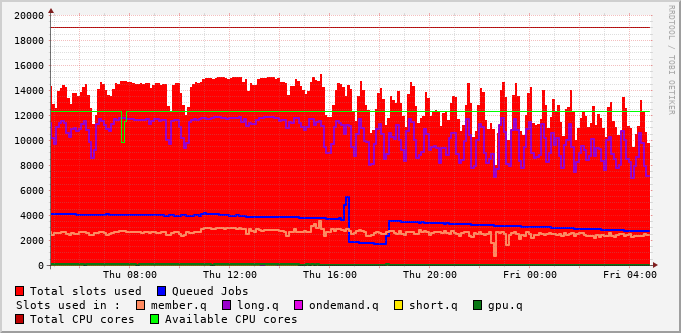 RRDTOOL / TOBI OETIKER
20000
18000
16000
14000
12000
10000
8000
6000
4000
2000
0
Thu 08:00 Thu 12:00 Thu 16:00 Thu 20:00 Fri 00:00 Fri 04:00
Total slots used Queued Jobs
Slots used in : member.q long.q ondemand.q short.q gpu.q
Total CPU cores Available CPU cores